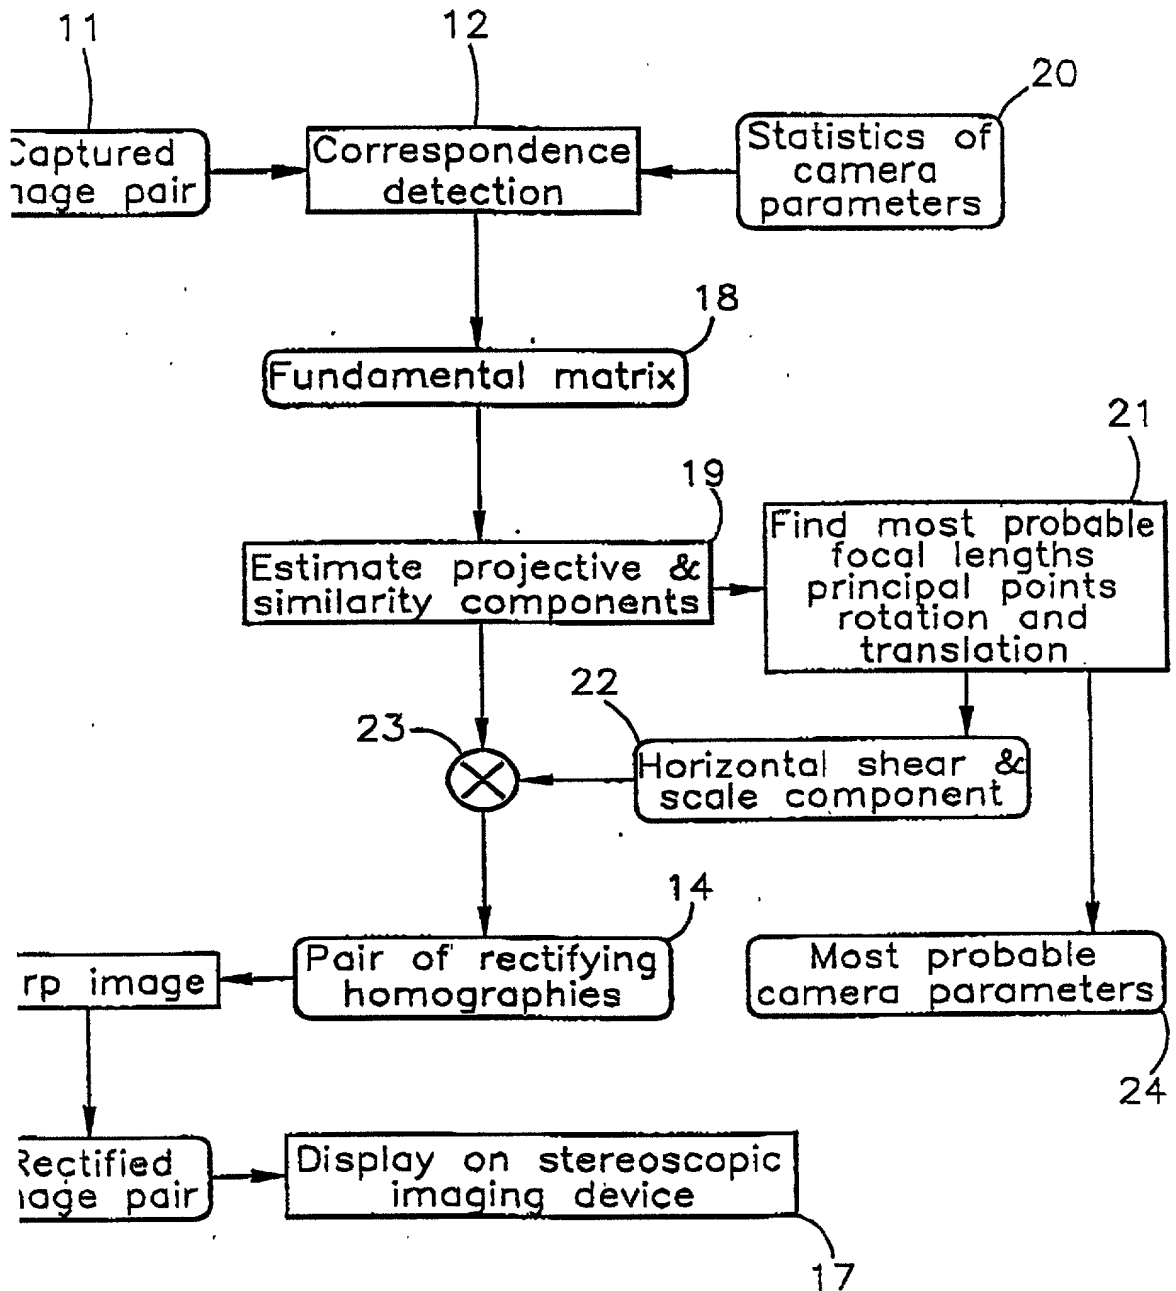 11
12
20
Captured
image pair
Correspondence
detection
Statistics of
camera
parameters
18
Fundamental matrix
21
19
Estimate projective &
similarity components
Find most probable
focal lengths
principal points
rotation and
translation
22
23
Horizontal shear &
scale component
14
rp image
Pair of rectifying
homographies
Most probable
camera parameters
24
Rectified
image pair
Display on stereoscopic
imaging device
17